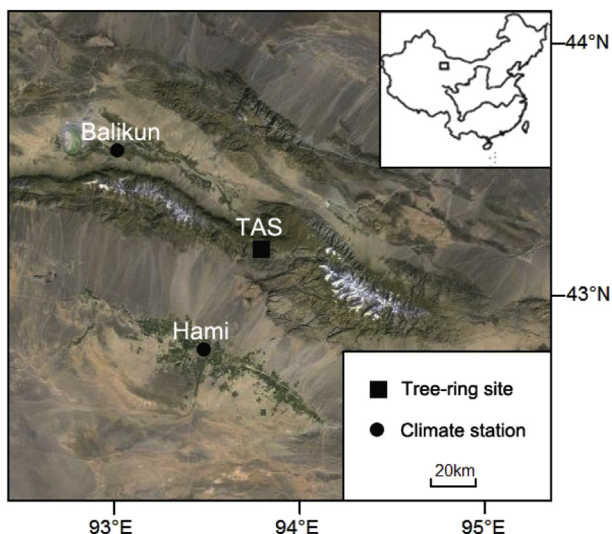 44°N
Balikun
TAS
43°N
Hami
Tree-ring site
Climate station
20km
93°E
94°E
95°E